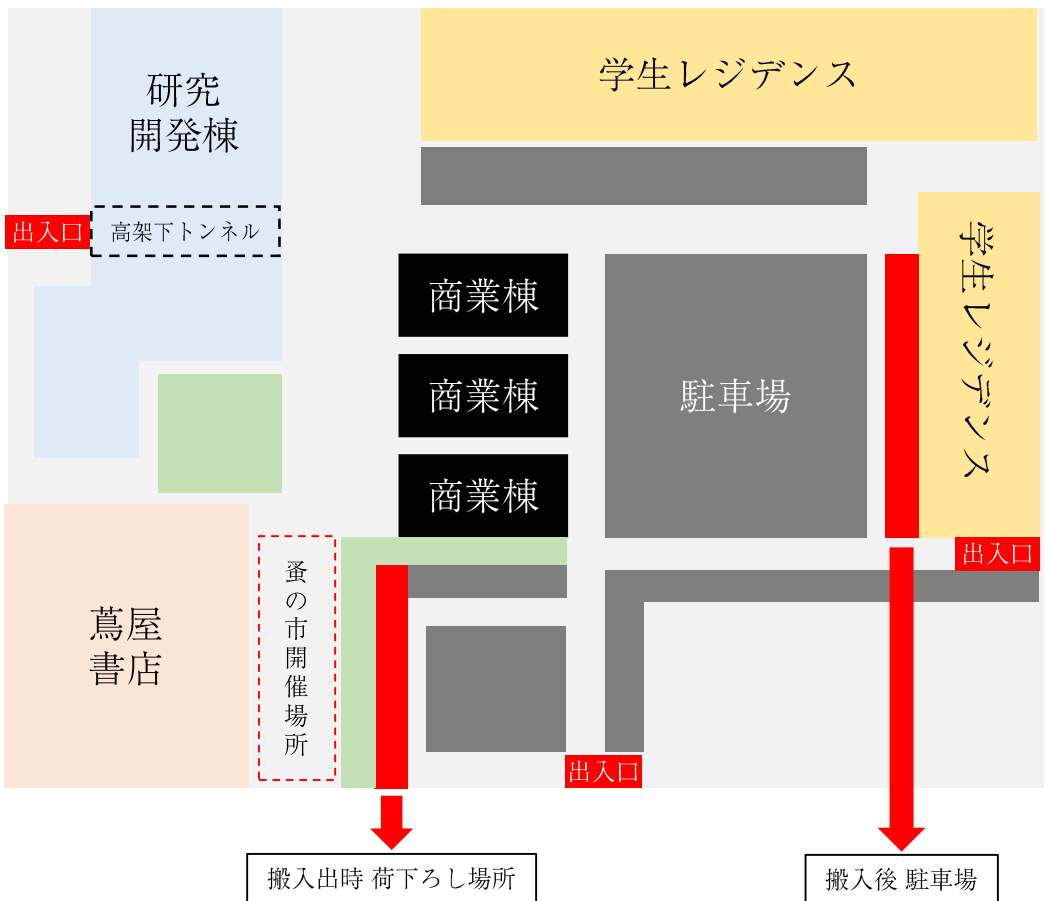 研究
開発棟
学生レジデンス
出入口
高架下トンネル
学生レジデンス
商業棟
商業棟
駐車場
商業棟
出入口
蚤の市開催場所
蔦屋
書店
出入口
搬入出時 荷下ろし場所
搬入後 駐車場